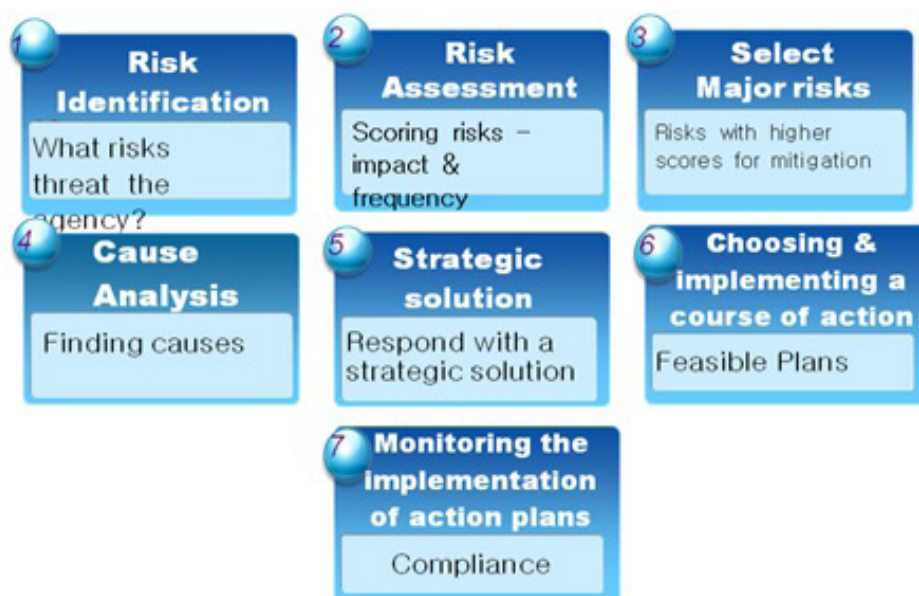 1
Risk
Identification
What risks
threat the
agency?
2
Risk
Assessment
Scoring risks –
impact &
frequency
3
Select
Major risks
Risks with higher
scores for mitigation
4
Cause
Analysis
Finding causes
5
Strategic
solution
Respond with a
strategic solution
6
Choosing &
implementing a
course of action
Feasible Plans
7
Monitoring the
implementation
of action plans
Compliance